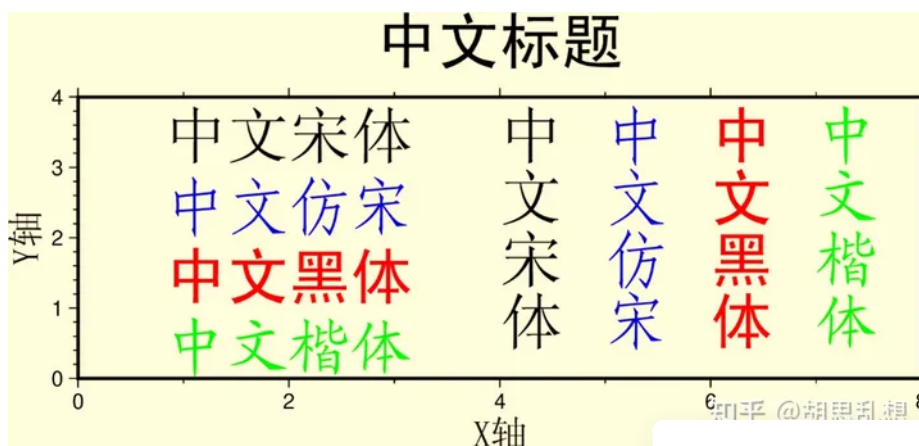 中文标题
4
3
2
1
0
Y轴
中文宋体
中文仿宋
中文黑体
中文楷体
中文宋体
中文仿宋
中文黑体
中文楷体
0 2 4 6 8
X轴
知乎 @胡思乱想